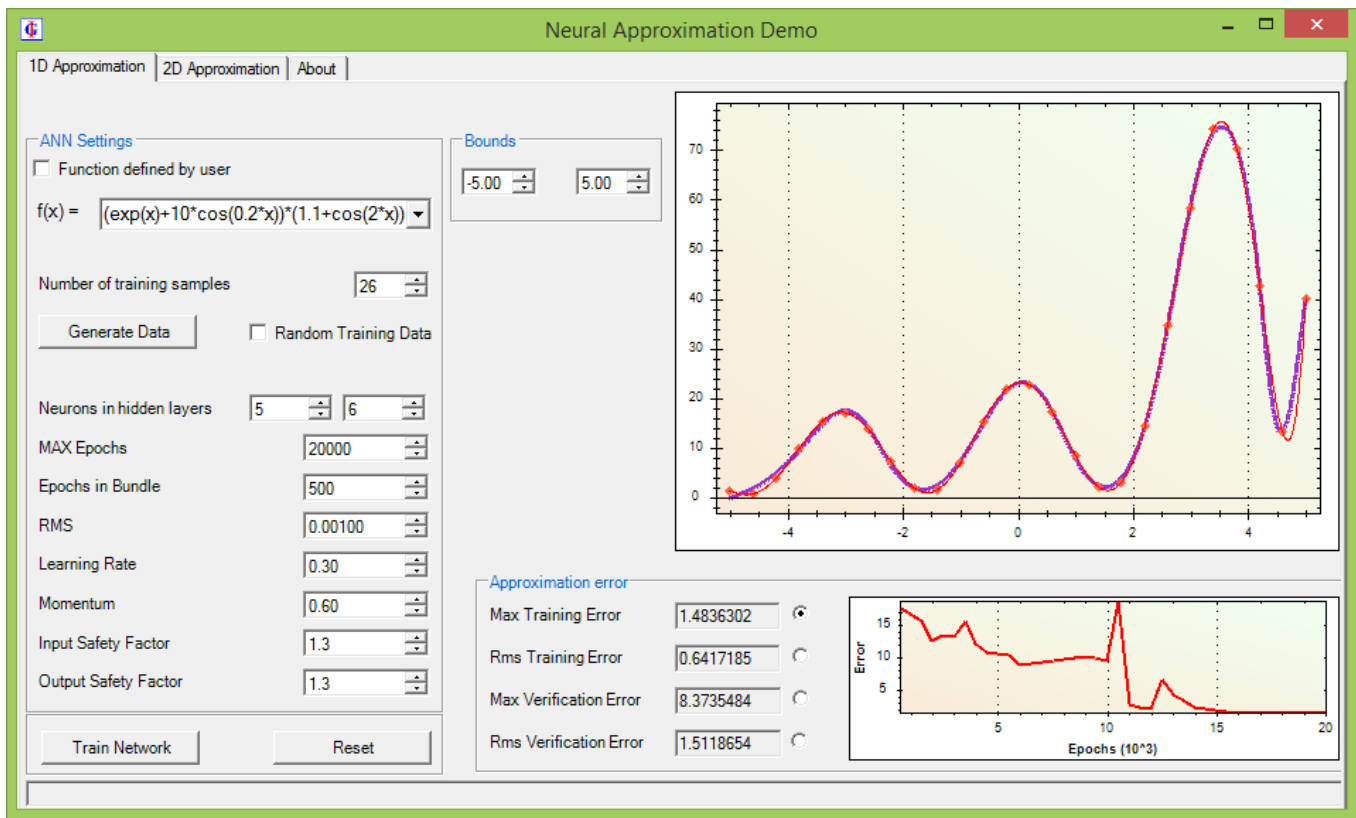 Neural Approximation Demo
1D Approximation
2D Approximation
About
ANN Settings
Function defined by user
f(x) =
(exp(x)+10*cos(0.2*x))*(1.1+cos(2*x))
Number of training samples
26
Generate Data
Random Training Data
Neurons in hidden layers
5
6
MAX Epochs
20000
Epochs in Bundle
500
RMS
0.00100
Learning Rate
0.30
Momentum
0.60
Input Safety Factor
1.3
Output Safety Factor
1.3
Train Network
Reset
Bounds
-5.00
5.00
70
60
50
40
30
20
10
0
-4
-2
0
2
4
Approximation error
Max Training Error
1.4836302
Rms Training Error
0.6417185
Max Verification Error
8.3735484
Rms Verification Error
1.5118654
Error
15
10
5
5
10
15
20
Epochs (10^3)